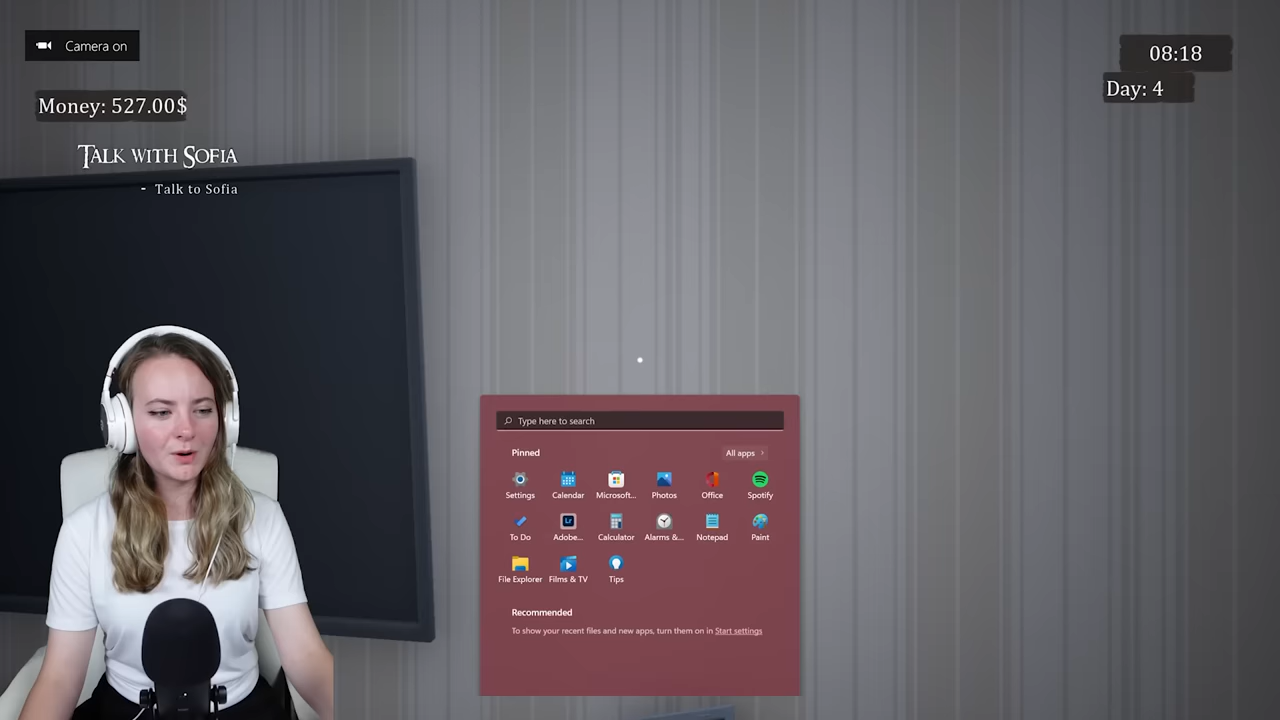 Camera on
08:18
Day: 4
Money: 527.00$
TALK WITH SOFIA
- Talk to Sofia
Type here to search
Pinned
All apps
Settings
Calendar
Microsoft...
Photos
Office
Spotify
Lr
To Do
Adobe...
Calculator
Alarms &...
Notepad
Paint
File Explorer
Films & TV
Tips
Recommended
To show your recent files and new apps, turn them on in Start settings